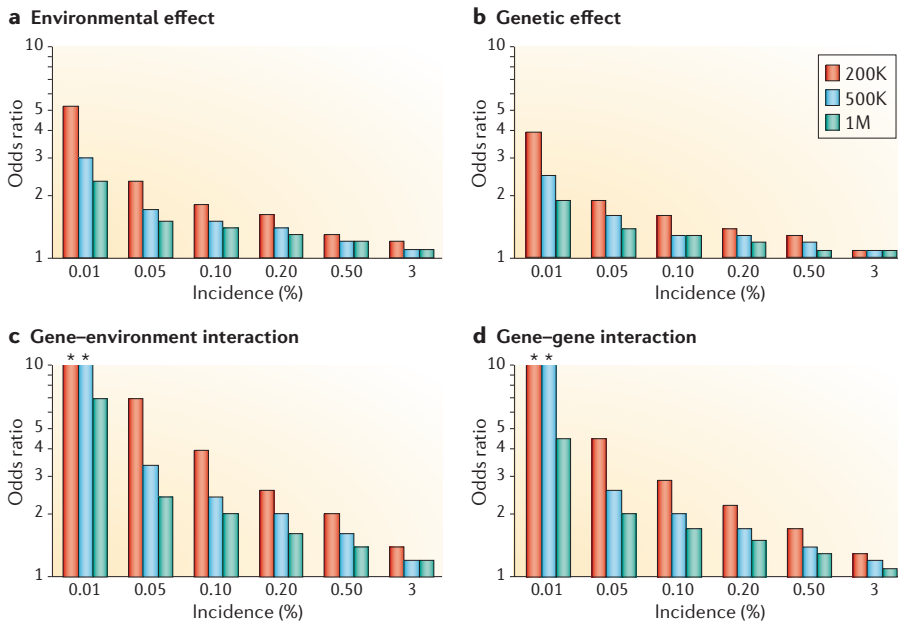 a Environmental effect
10
5
4
3
2
1
Odds ratio
0.01 0.05 0.10 0.20 0.50 3
Incidence (%)
b Genetic effect
10
5
4
3
2
1
Odds ratio
200K
500K
1M
0.01 0.05 0.10 0.20 0.50 3
Incidence (%)
c Gene–environment interaction
* *
10
5
4
3
2
1
Odds ratio
0.01 0.05 0.10 0.20 0.50 3
Incidence (%)
d Gene–gene interaction
* *
10
5
4
3
2
1
Odds ratio
0.01 0.05 0.10 0.20 0.50 3
Incidence (%)